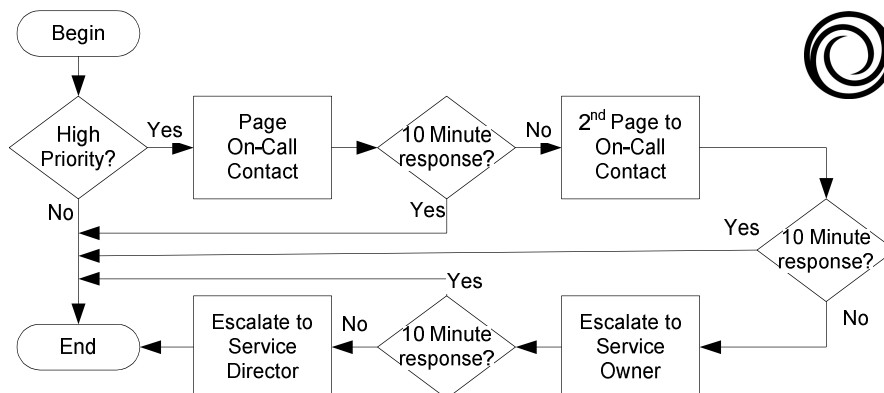 Begin
High
Priority?
Yes
No
Page
On-Call
Contact
10 Minute
response?
No
Yes
2nd Page to
On-Call
Contact
10 Minute
response?
Yes
No
Escalate to
Service
Owner
10 Minute
response?
Yes
No
Escalate to
Service
Director
End